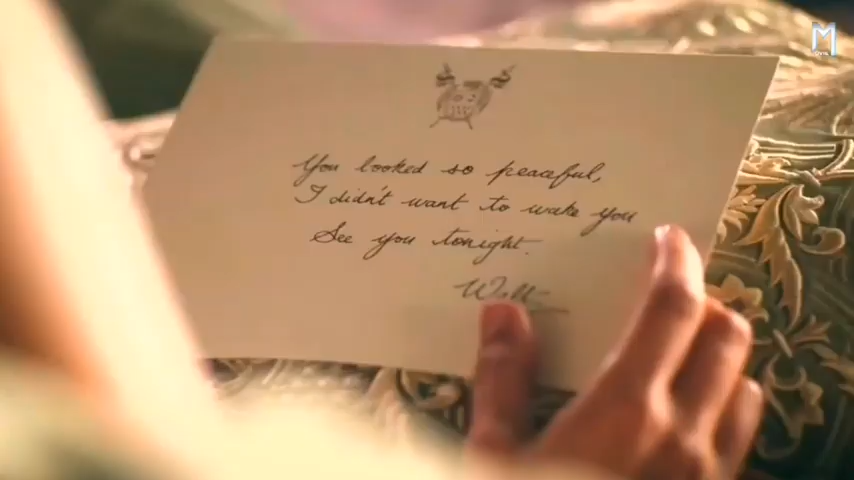 M
You looked so peaceful,
I didn't want to wake you
See you tonight.